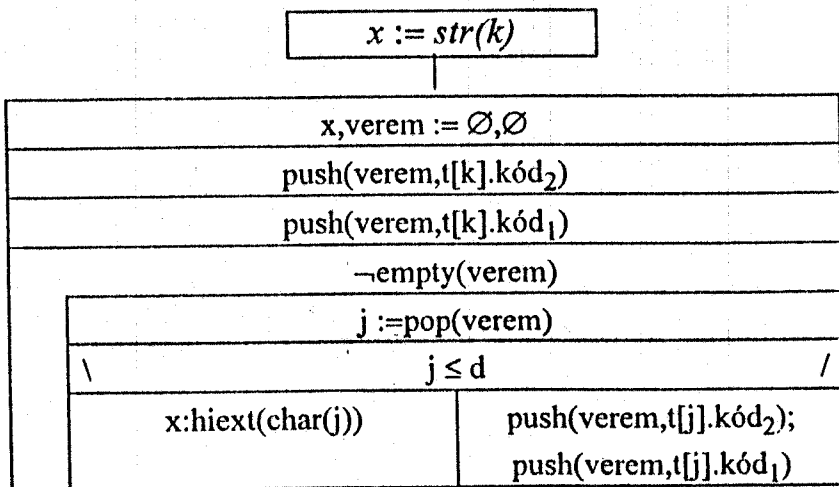 x := str(k)
x,verem := ∅,∅
push(verem,t[k].kód₂)
push(verem,t[k].kód₁)
¬empty(verem)
j :=pop(verem)
\ j ≤ d /
x:hiext(char(j)) push(verem,t[j].kód₂);
push(verem,t[j].kód₁)